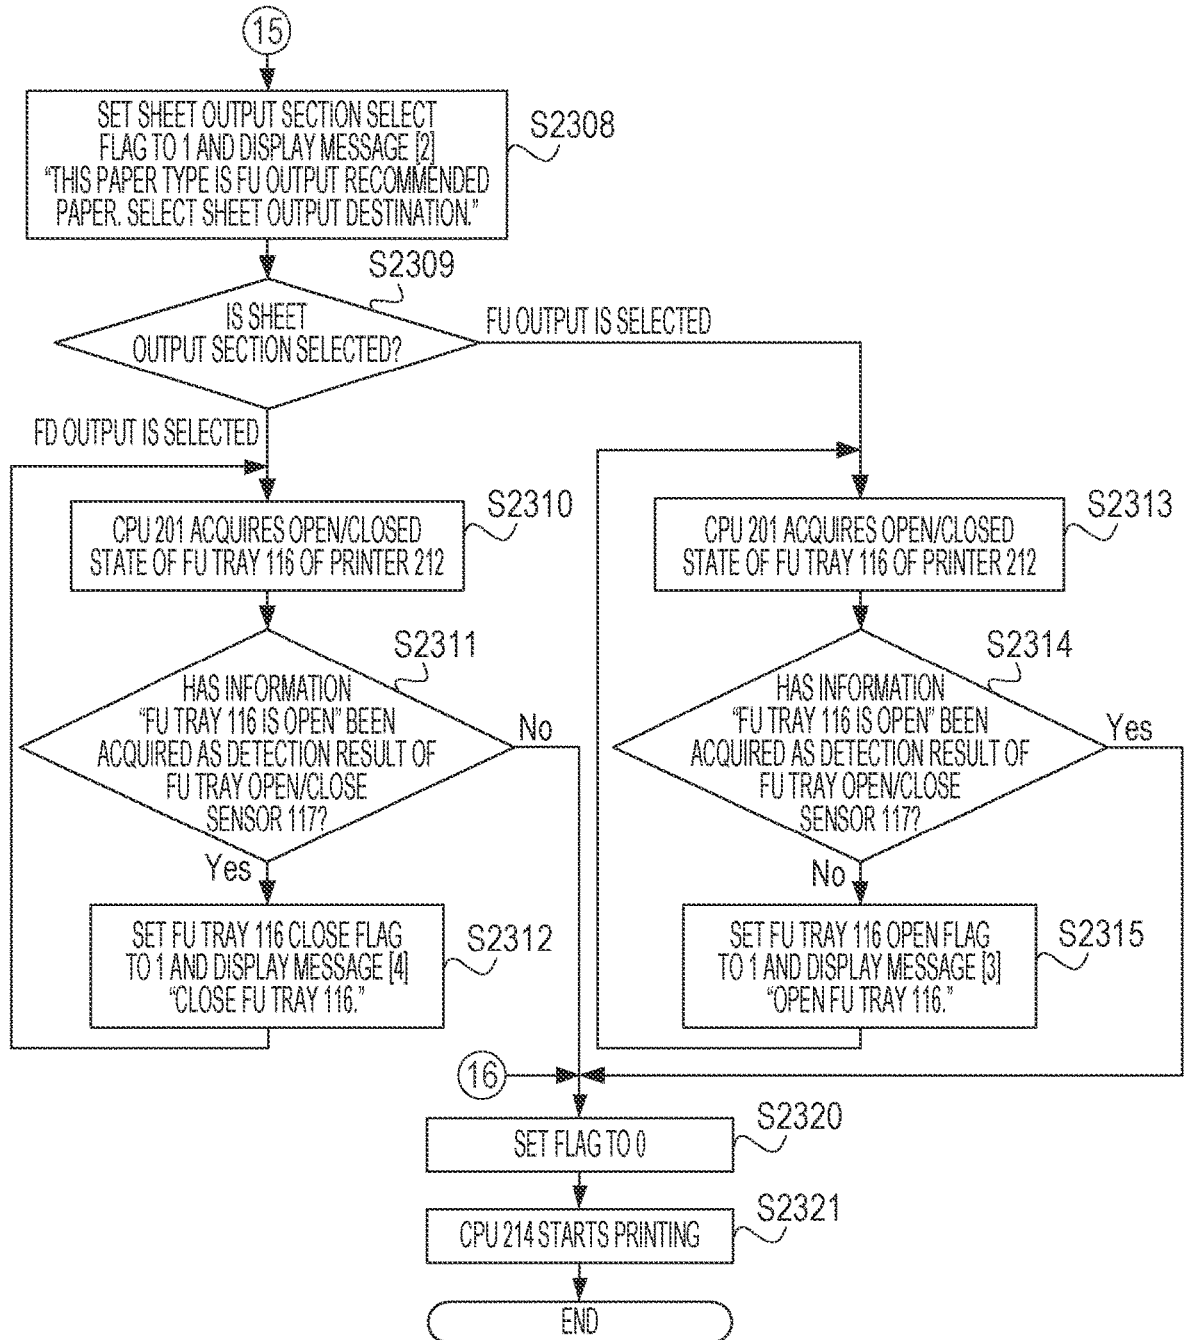 15
SET SHEET OUTPUT SECTION SELECT
FLAG TO 1 AND DISPLAY MESSAGE [2]
“THIS PAPER TYPE IS FU OUTPUT RECOMMENDED
PAPER. SELECT SHEET OUTPUT DESTINATION.”
S2308
S2309
IS SHEET
OUTPUT SECTION SELECTED?
FU OUTPUT IS SELECTED
FD OUTPUT IS SELECTED
S2310
CPU 201 ACQUIRES OPEN/CLOSED
STATE OF FU TRAY 116 OF PRINTER 212
S2313
CPU 201 ACQUIRES OPEN/CLOSED
STATE OF FU TRAY 116 OF PRINTER 212
S2311
HAS INFORMATION
“FU TRAY 116 IS OPEN” BEEN
ACQUIRED AS DETECTION RESULT OF
FU TRAY OPEN/CLOSE
SENSOR 117?
No
Yes
S2314
HAS INFORMATION
“FU TRAY 116 IS OPEN” BEEN
ACQUIRED AS DETECTION RESULT OF
FU TRAY OPEN/CLOSE
SENSOR 117?
Yes
No
SET FU TRAY 116 CLOSE FLAG
TO 1 AND DISPLAY MESSAGE [4]
“CLOSE FU TRAY 116.”
S2312
SET FU TRAY 116 OPEN FLAG
TO 1 AND DISPLAY MESSAGE [3]
“OPEN FU TRAY 116.”
S2315
16
S2320
SET FLAG TO 0
S2321
CPU 214 STARTS PRINTING
END